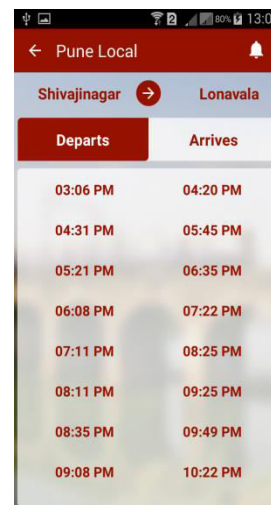 2 80% 13:0
Pune Local
Shivajinagar Lonavala
Departs Arrives
03:06 PM 04:20 PM
04:31 PM 05:45 PM
05:21 PM 06:35 PM
06:08 PM 07:22 PM
07:11 PM 08:25 PM
08:11 PM 09:25 PM
08:35 PM 09:49 PM
09:08 PM 10:22 PM